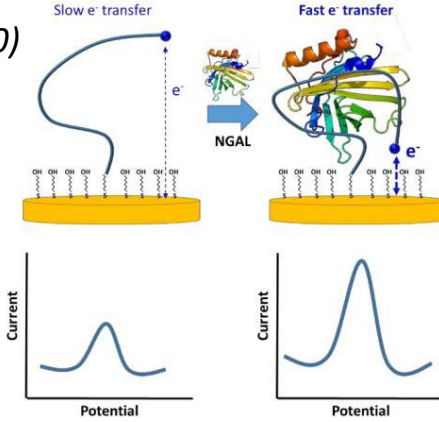 Slow e⁻ transfer
Fast e⁻ transfer
0)
e⁻
NGAL
e⁻
OH OH OH OH OH OH OH OH
S S S S S S S S
OH OH OH OH OH OH OH OH
S S S S S S S S
Current
Potential
Current
Potential